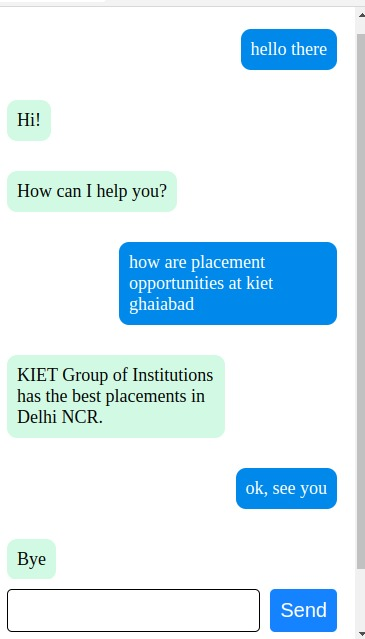 hello there
Hi!
How can I help you?
how are placement
opportunities at kiet
ghaiabad
KIET Group of Institutions
has the best placements in
Delhi NCR.
ok, see you
Bye
Send